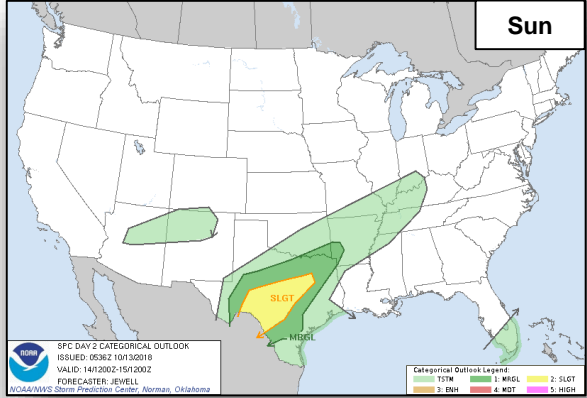 Sun
SLGT
MRGL
NOAA
SPC DAY 2 CATEGORICAL OUTLOOK
ISSUED: 0536Z 10/13/2018
VALID: 14/1200Z-15/1200Z
FORECASTER: JEWELL
NOAA/NWS Storm Prediction Center, Norman, Oklahoma
Categorical Outlook Legend:
TSTM 1: MRGL 2: SLGT
3: ENH 4: MDT 5: HIGH